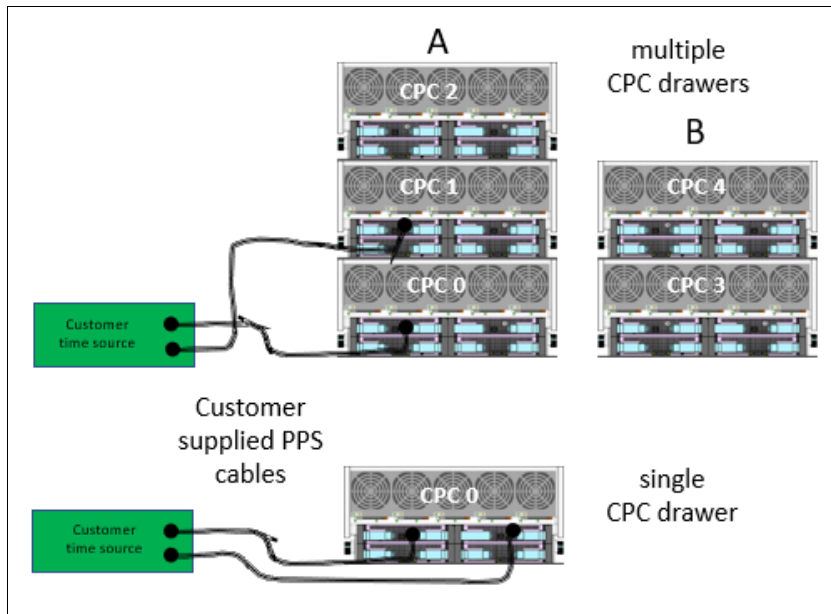 A
multiple
CPC drawers
CPC 2
B
CPC 1
CPC 4
CPC 0
CPC 3
Customer
time source
Customer
supplied PPS
cables
single
CPC drawer
CPC 0
Customer
time source